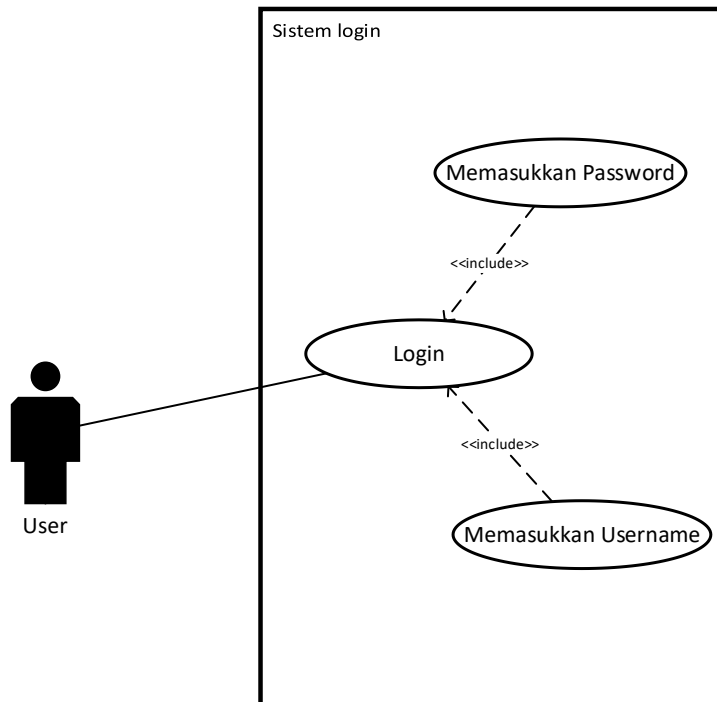 Sistem login
Memasukkan Password
<<include>>
Login
<<include>>
User
Memasukkan Username